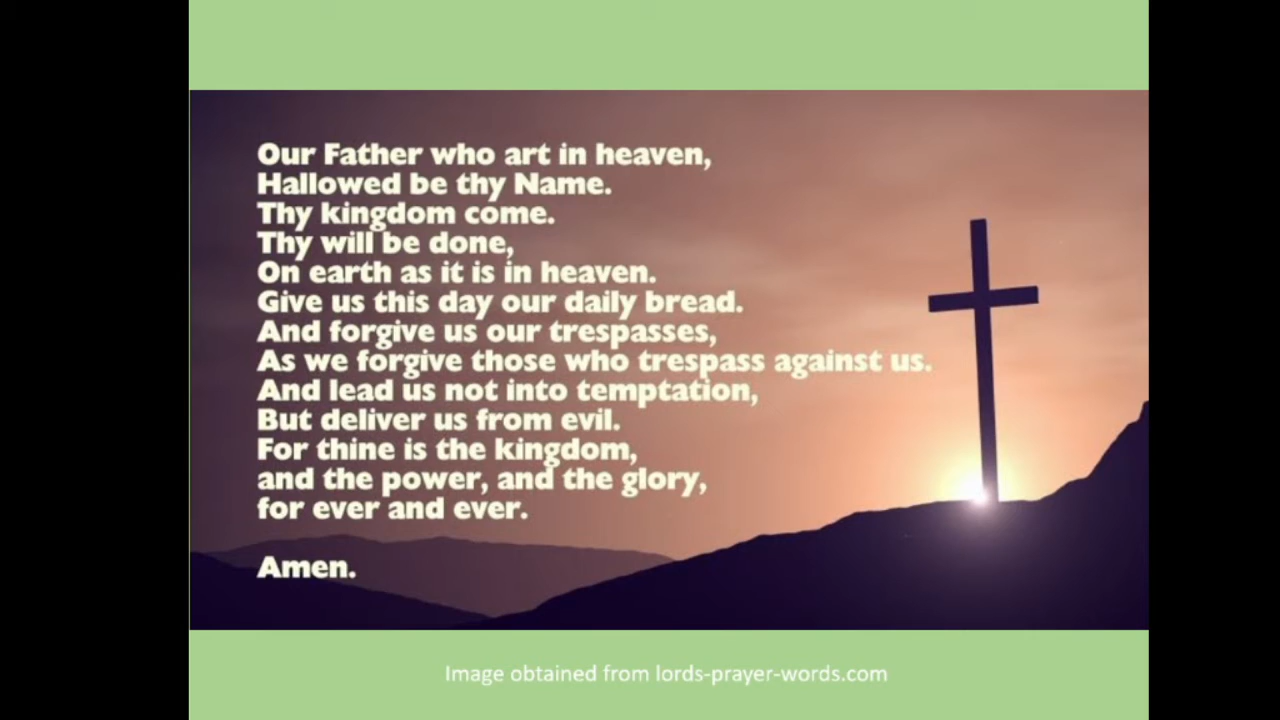 Our Father who art in heaven,
Hallowed be thy Name.
Thy kingdom come.
Thy will be done,
On earth as it is in heaven.
Give us this day our daily bread.
And forgive us our trespasses,
As we forgive those who trespass against us.
And lead us not into temptation,
But deliver us from evil.
For thine is the kingdom,
and the power, and the glory,
for ever and ever.
Amen.
Image obtained from lords-prayer-words.com